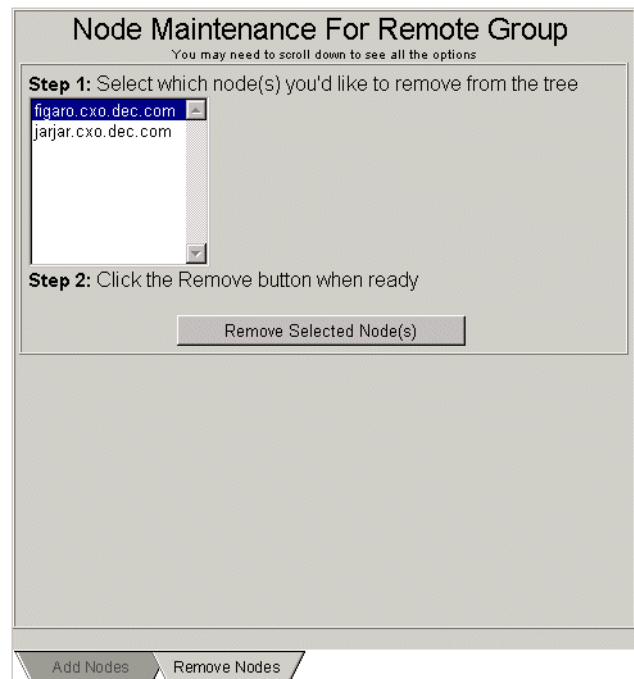 Node Maintenance For Remote Group
You may need to scroll down to see all the options
Step 1: Select which node(s) you'd like to remove from the tree
figaro.cxo.dec.com
jarjar.cxo.dec.com
Step 2: Click the Remove button when ready
Remove Selected Node(s)
Add Nodes
Remove Nodes